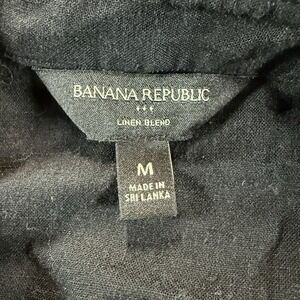 BANANA REPUBLIC
LINEN BLEND
M
MADE IN
SRI LANKA